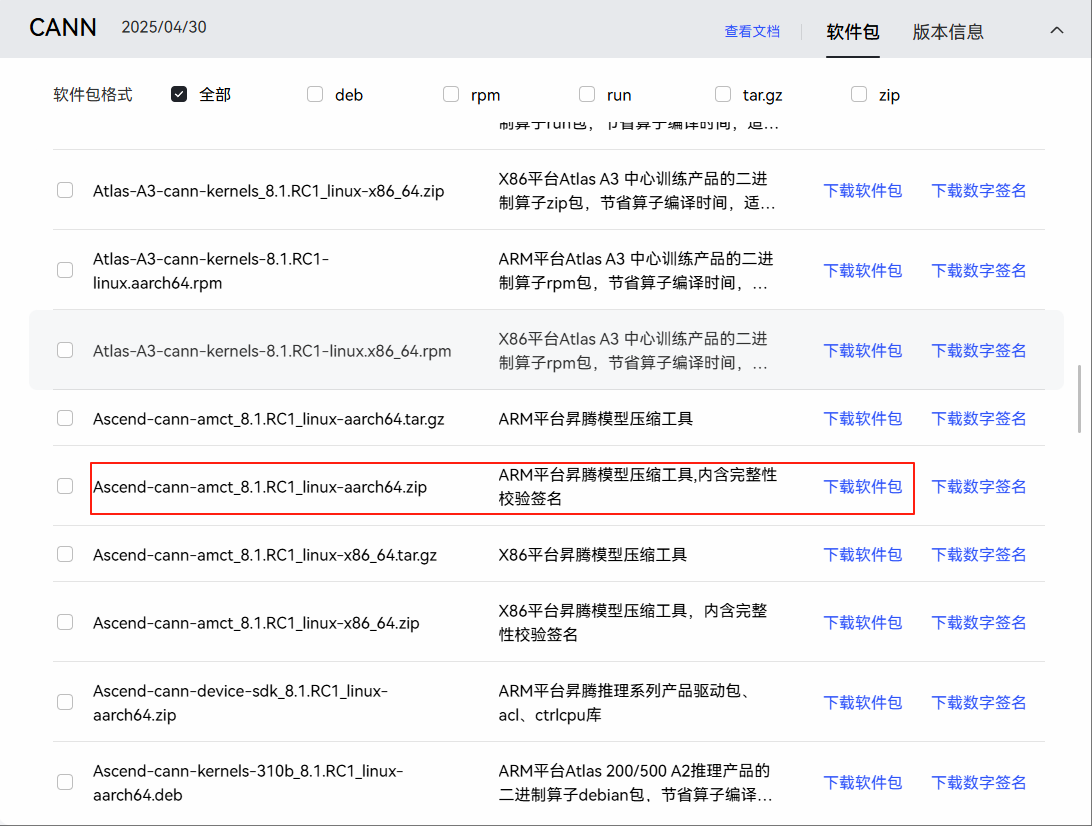 CANN 2025/04/30 查看文档 软件包 版本信息
软件包格式 全部 deb rpm run tar.gz zip
制算子run包，节省算子编译时间，适…
Atlas-A3-cann-kernels_8.1.RC1_linux-x86_64.zip
X86平台Atlas A3 中心训练产品的二进
制算子zip包，节省算子编译时间，适…
下载软件包 下载数字签名
Atlas-A3-cann-kernels-8.1.RC1-
linux.aarch64.rpm
ARM平台Atlas A3 中心训练产品的二进
制算子rpm包，节省算子编译时间，…
下载软件包 下载数字签名
Atlas-A3-cann-kernels-8.1.RC1-linux.x86_64.rpm
X86平台Atlas A3 中心训练产品的二进
制算子rpm包，节省算子编译时间，…
下载软件包 下载数字签名
Ascend-cann-amct_8.1.RC1_linux-aarch64.tar.gz
ARM平台昇腾模型压缩工具
下载软件包 下载数字签名
Ascend-cann-amct_8.1.RC1_linux-aarch64.zip
ARM平台昇腾模型压缩工具,内含完整性
校验签名
下载软件包 下载数字签名
Ascend-cann-amct_8.1.RC1_linux-x86_64.tar.gz
X86平台昇腾模型压缩工具
下载软件包 下载数字签名
Ascend-cann-amct_8.1.RC1_linux-x86_64.zip
X86平台昇腾模型压缩工具，内含完整
性校验签名
下载软件包 下载数字签名
Ascend-cann-device-sdk_8.1.RC1_linux-
aarch64.zip
ARM平台昇腾推理系列产品驱动包、
acl、ctrlcpu库
下载软件包 下载数字签名
Ascend-cann-kernels-310b_8.1.RC1_linux-
aarch64.deb
ARM平台Atlas 200/500 A2推理产品的
二进制算子debian包，节省算子编译…
下载软件包 下载数字签名